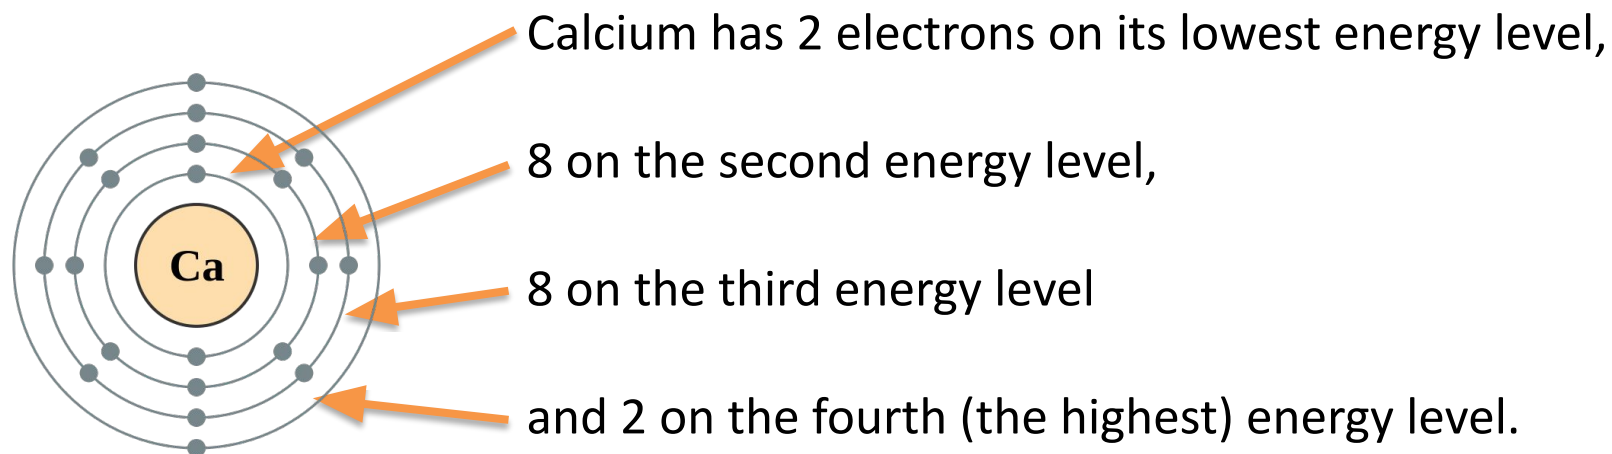 Calcium has 2 electrons on its lowest energy level,
8 on the second energy level,
Ca
8 on the third energy level
and 2 on the fourth (the highest) energy level.